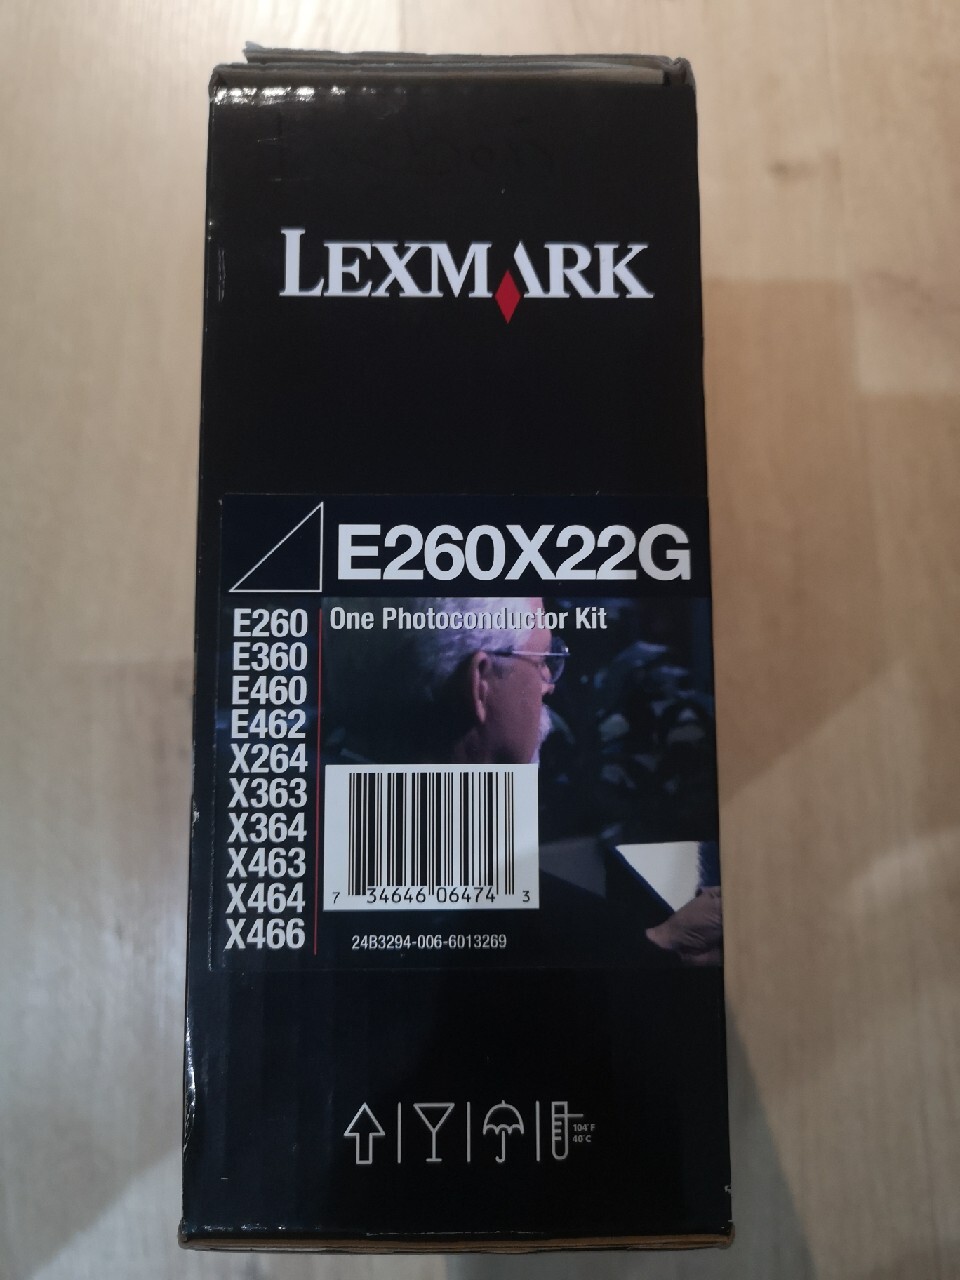 LEXMARK
E260X22G
One Photoconductor Kit
E260
E360
E460
E462
X264
X363
X364
X463
X464
X466
7 34646 06474 3
24B3294-006-6013269
104°F
40°C